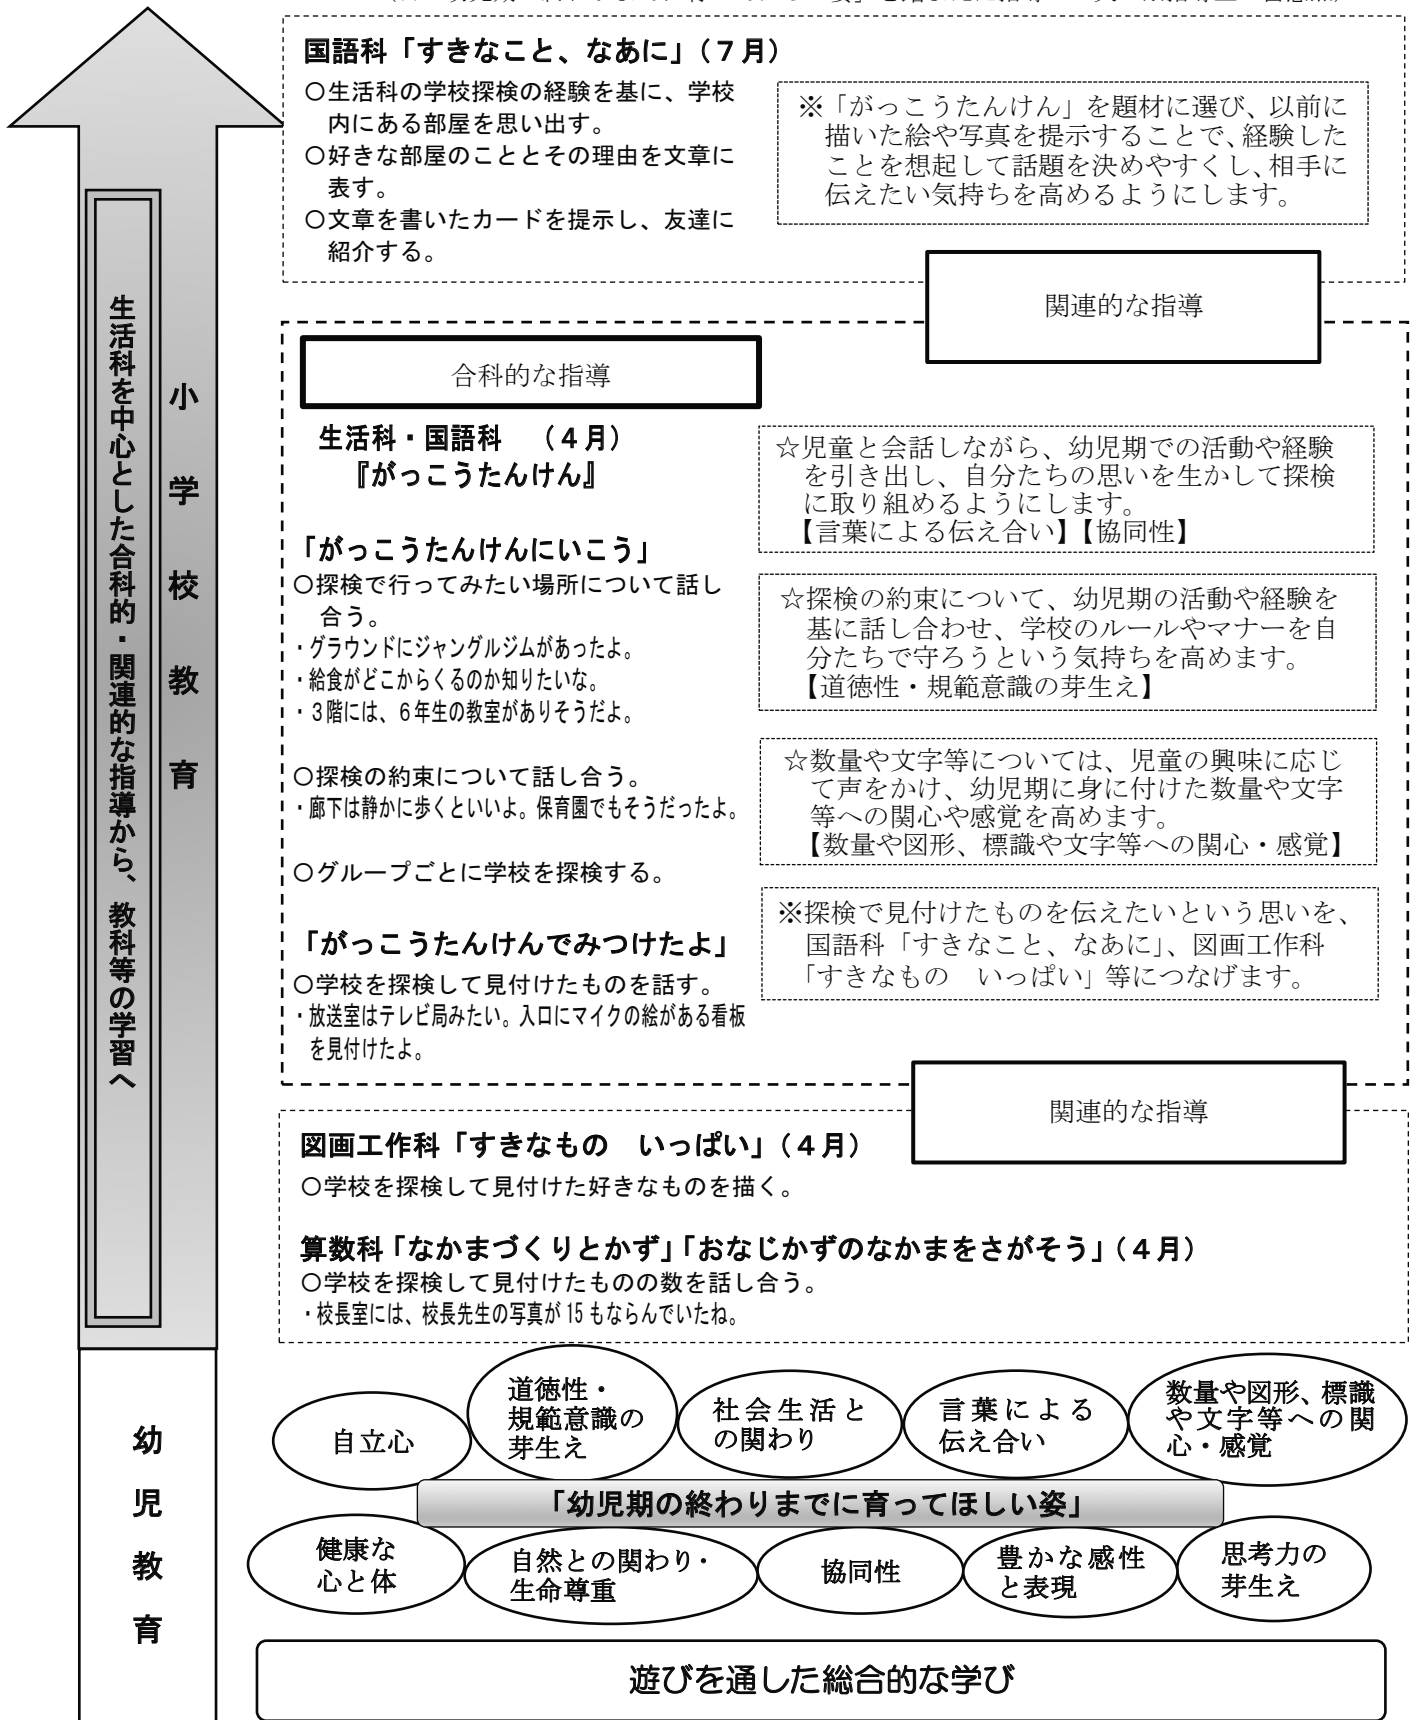 国語科「すきなこと、なあに」（７月）
○生活科の学校探検の経験を基に、学校
内にある部屋を思い出す。
○好きな部屋のこととその理由を文章に
表す。
○文章を書いたカードを提示し、友達に
紹介する。
※「がっこうたんけん」を題材に選び、以前に
描いた絵や写真を提示することで、経験した
ことを想起して話題を決めやすくし、相手に
伝えたい気持ちを高めるようにします。
関連的な指導
合科的な指導
生活科・国語科　（４月）
『がっこうたんけん』
「がっこうたんけんにいこう」
○探検で行ってみたい場所について話し
合う。
・グラウンドにジャングルジムがあったよ。
・給食がどこからくるのか知りたいな。
・３階には、６年生の教室がありそうだよ。
○探検の約束について話し合う。
・廊下は静かに歩くといいよ。保育園でもそうだったよ。
○グループごとに学校を探検する。
「がっこうたんけんでみつけたよ」
○学校を探検して見付けたものを話す。
・放送室はテレビ局みたい。入口にマイクの絵がある看板
を見付けたよ。
☆児童と会話しながら、幼児期での活動や経験
を引き出し、自分たちの思いを生かして探検
に取り組めるようにします。
【言葉による伝え合い】【協同性】
☆探検の約束について、幼児期の活動や経験を
基に話し合わせ、学校のルールやマナーを自
分たちで守ろうという気持ちを高めます。
【道徳性・規範意識の芽生え】
☆数量や文字等については、児童の興味に応じ
て声をかけ、幼児期に身に付けた数量や文字
等への関心や感覚を高めます。
【数量や図形、標識や文字等への関心・感覚】
※探検で見付けたものを伝えたいという思いを、
国語科「すきなこと、なあに」、図画工作科
「すきなもの　いっぱい」等につなげます。
関連的な指導
図画工作科「すきなもの　いっぱい」（４月）
○学校を探検して見付けた好きなものを描く。
算数科「なかまづくりとかず」「おなじかずのなかまをさがそう」（４月）
○学校を探検して見付けたものの数を話し合う。
・校長室には、校長先生の写真が15もならんでいたね。
生活科を中心とした合科的・関連的な指導から、教科等の学習へ
小学校教育
幼児教育
自立心
道徳性・
規範意識の
芽生え
社会生活と
の関わり
言葉による
伝え合い
数量や図形、標識
や文字等への関
心・感覚
「幼児期の終わりまでに育ってほしい姿」
健康な
心と体
自然との関わり・
生命尊重
協同性
豊かな感性
と表現
思考力の
芽生え
遊びを通した総合的な学び